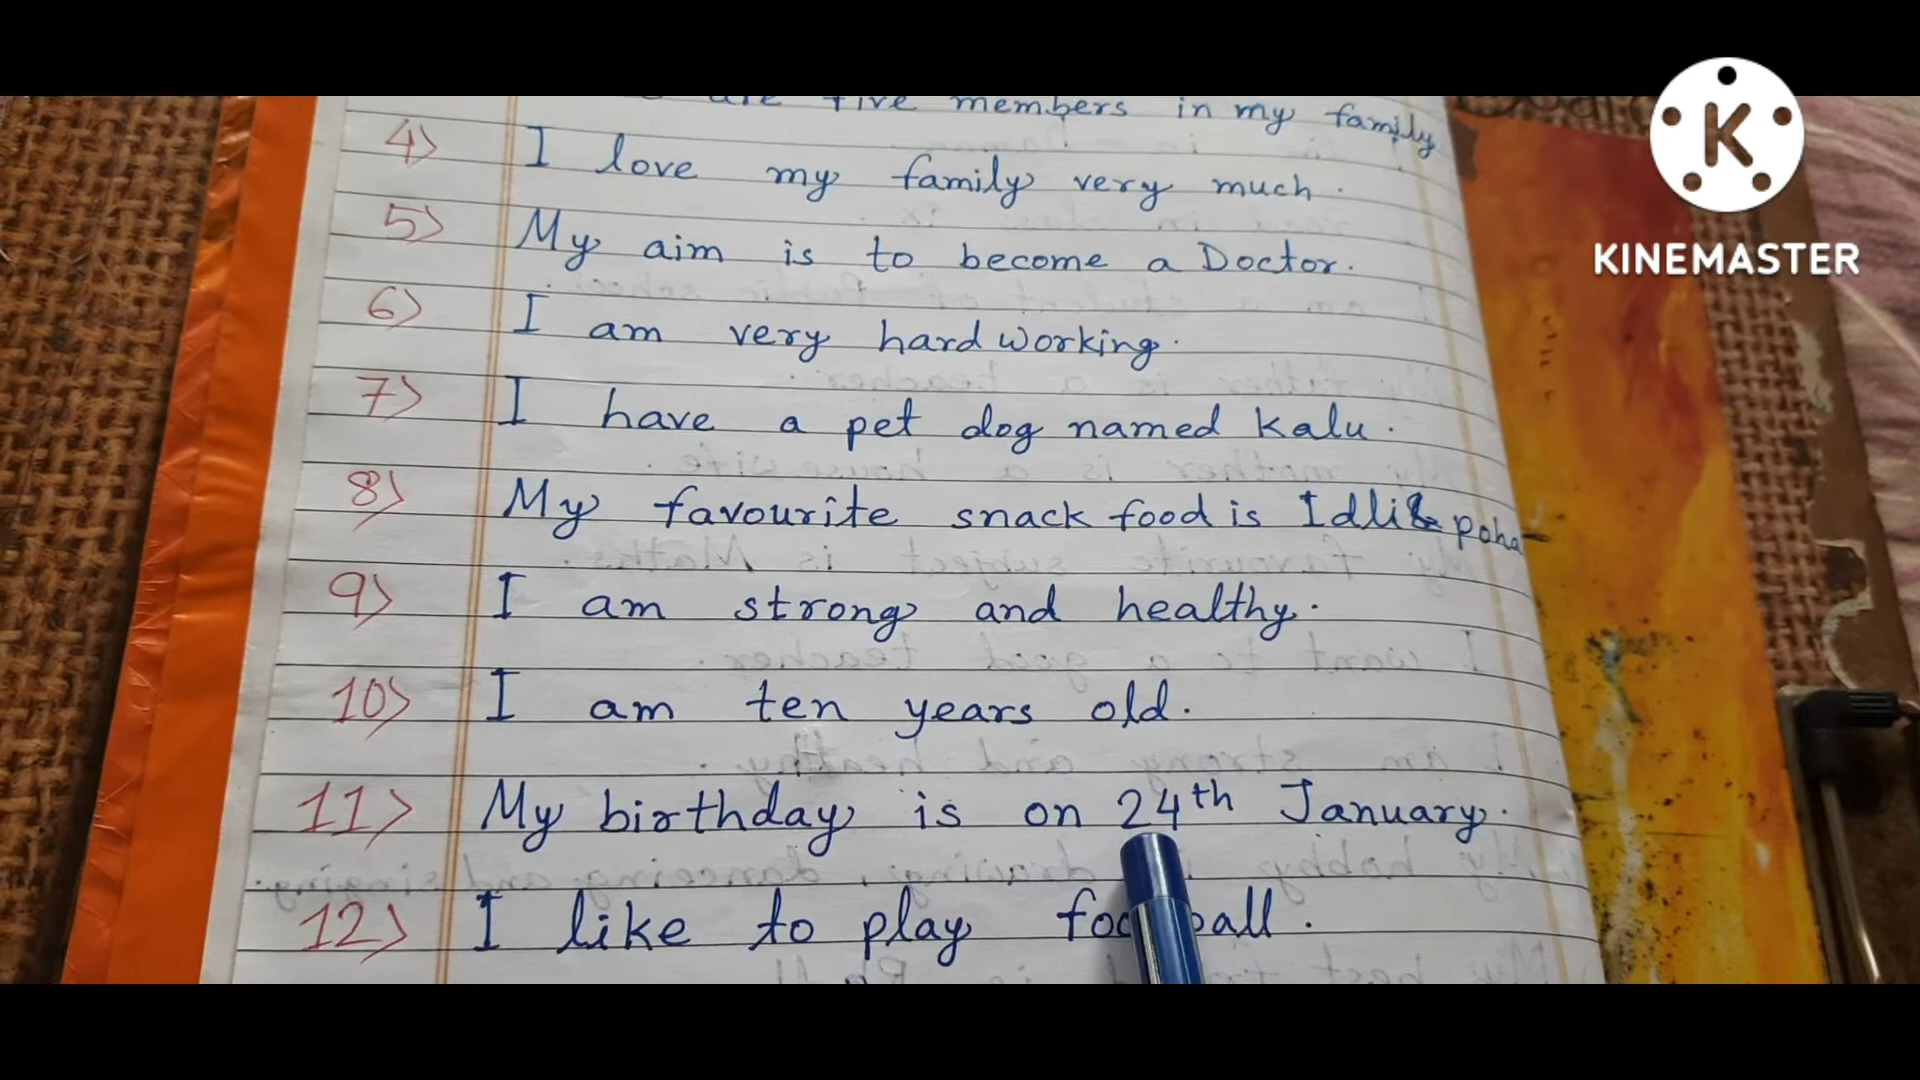 are five members in my family
4) I love my family very much.
5) My aim is to become a Doctor.
6) I am very hard working.
7) I have a pet dog named Kalu.
8) My favourite snack food is Idli & poha
9) I am strong and healthy.
10) I am ten years old.
11) My birthday is on 24th January.
12) I like to play football.
K
KINEMASTER